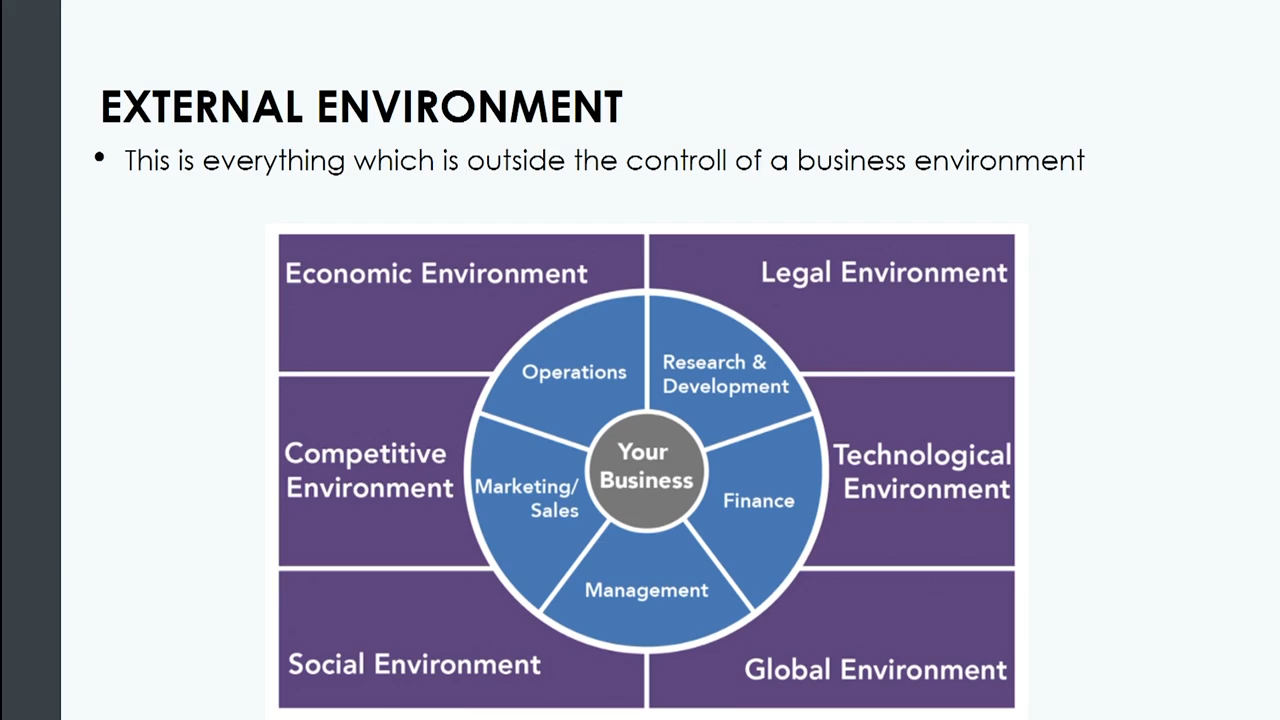 EXTERNAL ENVIRONMENT
• This is everything which is outside the controll of a business environment
Economic Environment
Legal Environment
Operations
Research &
Development
Competitive
Environment
Your
Business
Technological
Environment
Marketing/
Sales
Finance
Management
Social Environment
Global Environment